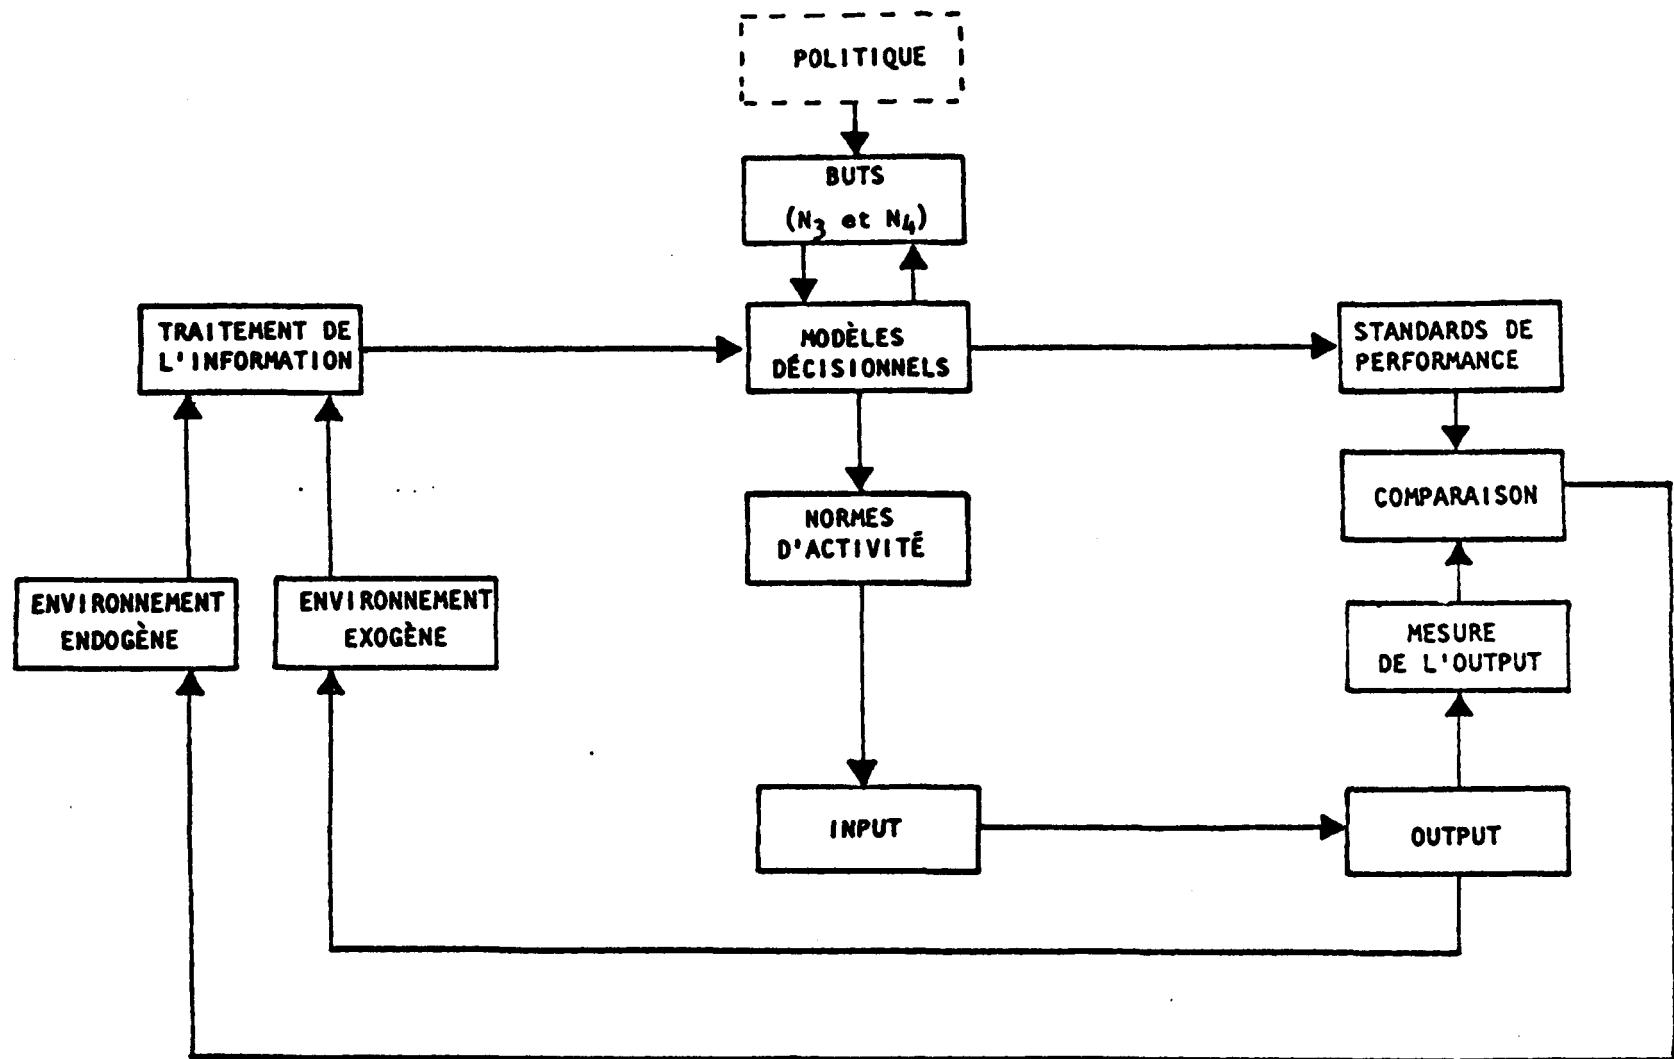 POLITIQUE
BUTS
(N3 et N4)
TRAITEMENT DE
L'INFORMATION
MODÈLES
DÉCISIONNELS
STANDARDS DE
PERFORMANCE
NORMES
D'ACTIVITÉ
COMPARAISON
ENVIRONNEMENT
ENDOGÈNE
ENVIRONNEMENT
EXOGÈNE
MESURE
DE L'OUTPUT
INPUT
OUTPUT